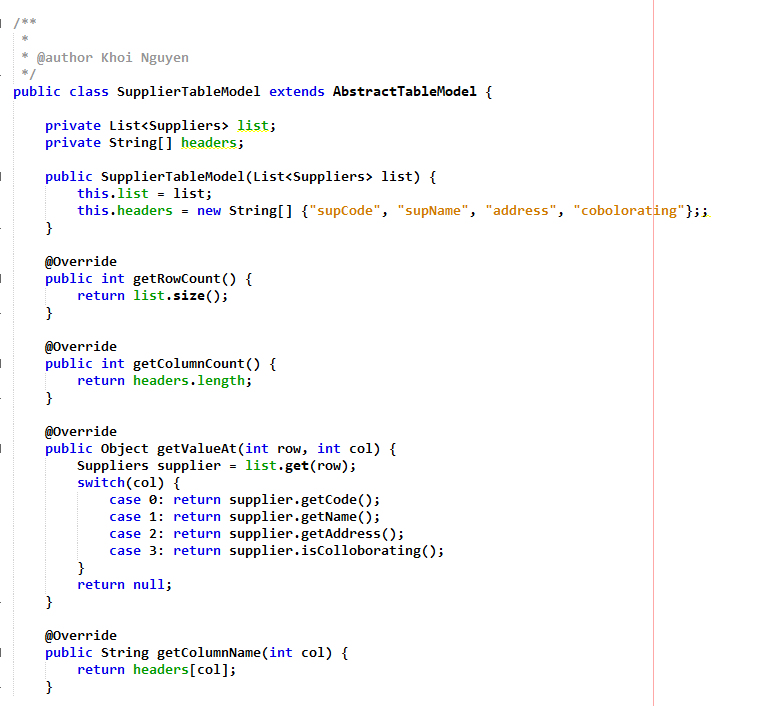 /**
 *
 * @author Khoi Nguyen
 */
public class SupplierTableModel extends AbstractTableModel {

    private List<Suppliers> list;
    private String[] headers;

    public SupplierTableModel(List<Suppliers> list) {
        this.list = list;
        this.headers = new String[] {"supCode", "supName", "address", "cobolorating"};;
    }

    @Override
    public int getRowCount() {
        return list.size();
    }

    @Override
    public int getColumnCount() {
        return headers.length;
    }

    @Override
    public Object getValueAt(int row, int col) {
        Suppliers supplier = list.get(row);
        switch(col) {
            case 0: return supplier.getCode();
            case 1: return supplier.getName();
            case 2: return supplier.getAddress();
            case 3: return supplier.isColloborating();
        }
        return null;
    }

    @Override
    public String getColumnName(int col) {
        return headers[col];
    }